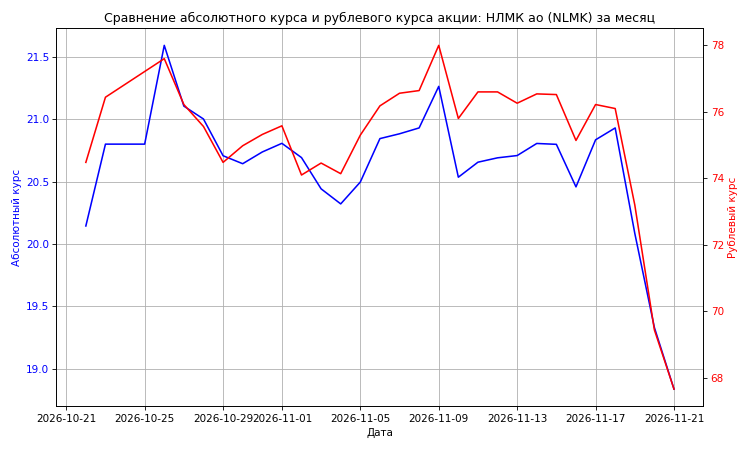 Сравнение абсолютного курса и рублевого курса акции: НЛМК ао (NLMK) за месяц
Абсолютный курс
21.5
21.0
20.5
20.0
19.5
19.0
78
76
74
72
70
68
Рублевый курс
2026-10-21 2026-10-25 2026-10-29 2026-11-01 2026-11-05 2026-11-09 2026-11-13 2026-11-17 2026-11-21
Дата